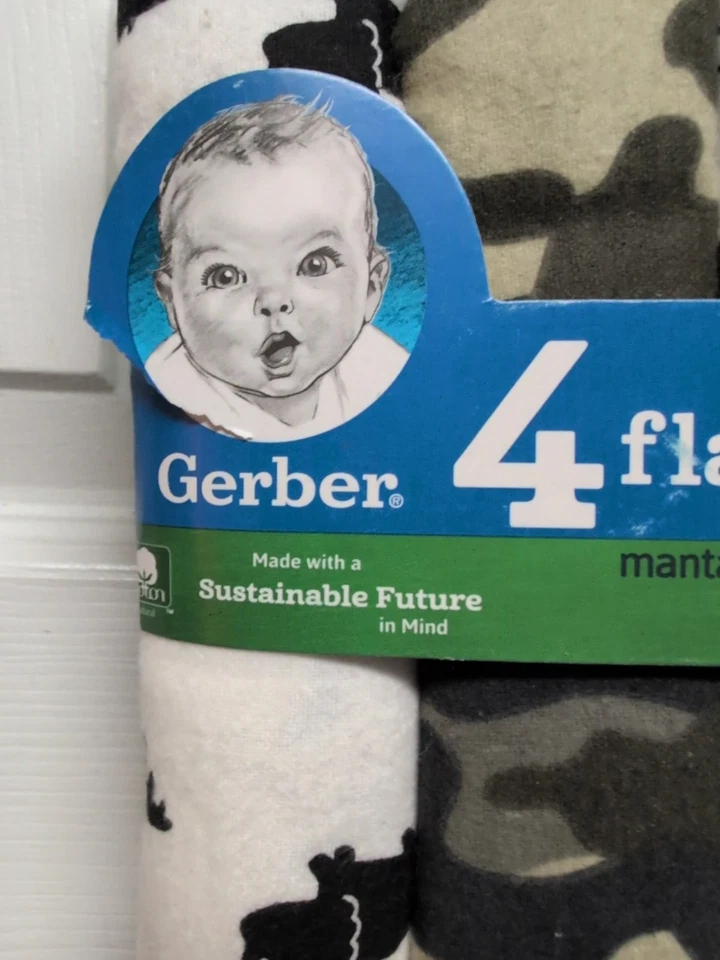 Gerber®
4 fla
manta
Made with a
Sustainable Future
in Mind